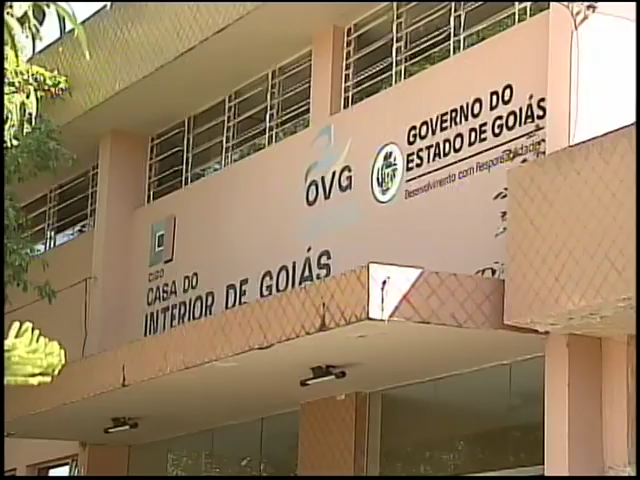 OVG
GOVERNO DO
ESTADO DE GOIÁS
Desenvolvimento com Responsabilidade
CASA DO
INTERIOR DE GOIÁS